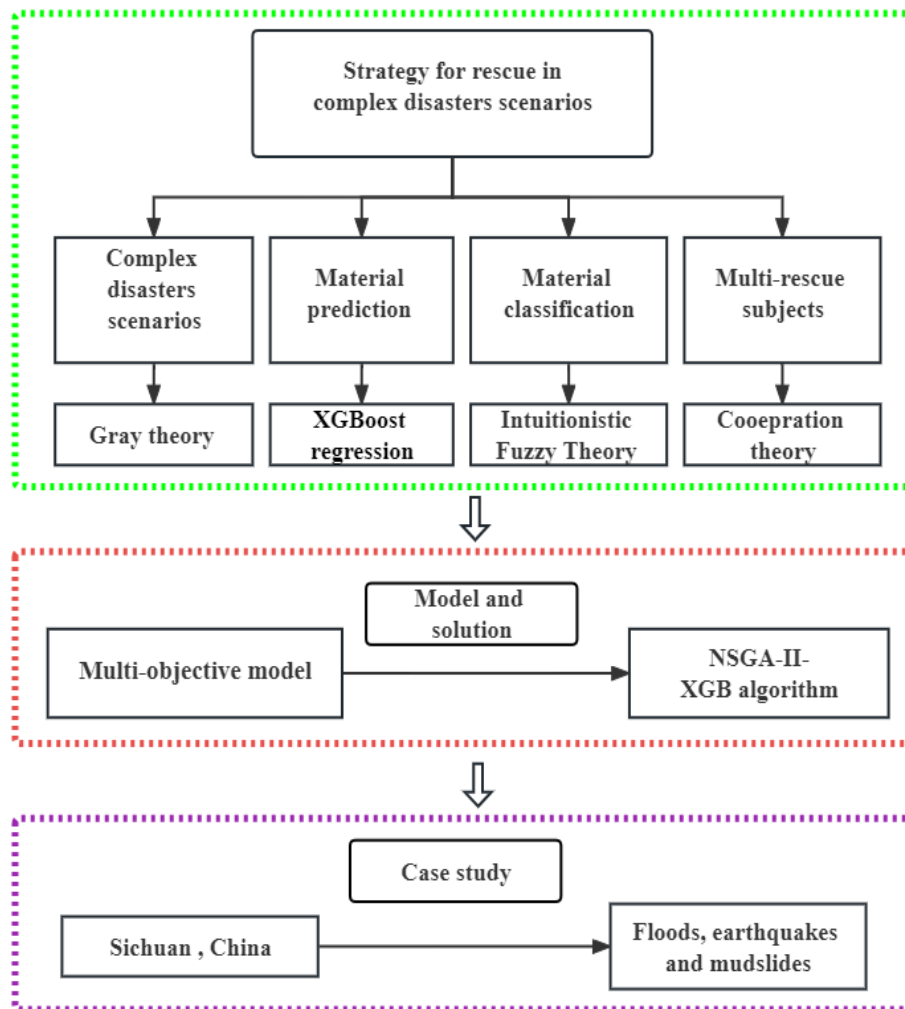 Strategy for rescue in
complex disasters scenarios
Complex
disasters
scenarios
Material
prediction
Material
classification
Multi-rescue
subjects
Gray theory
XGBoost
regression
Intuitionistic
Fuzzy Theory
Cooepration
theory
Model and
solution
Multi-objective model
NSGA-II-
XGB algorithm
Case study
Sichuan , China
Floods, earthquakes
and mudslides